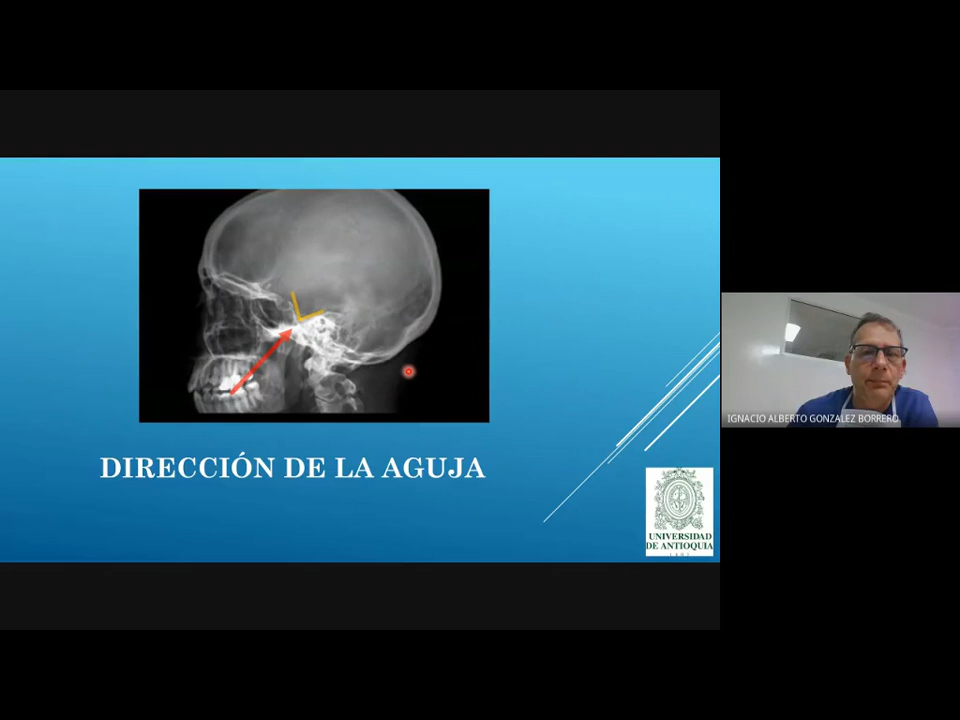 DIRECCIÓN DE LA AGUJA
IGNACIO ALBERTO GONZALEZ BORRERO
UNIVERSIDAD
DE ANTIOQUIA